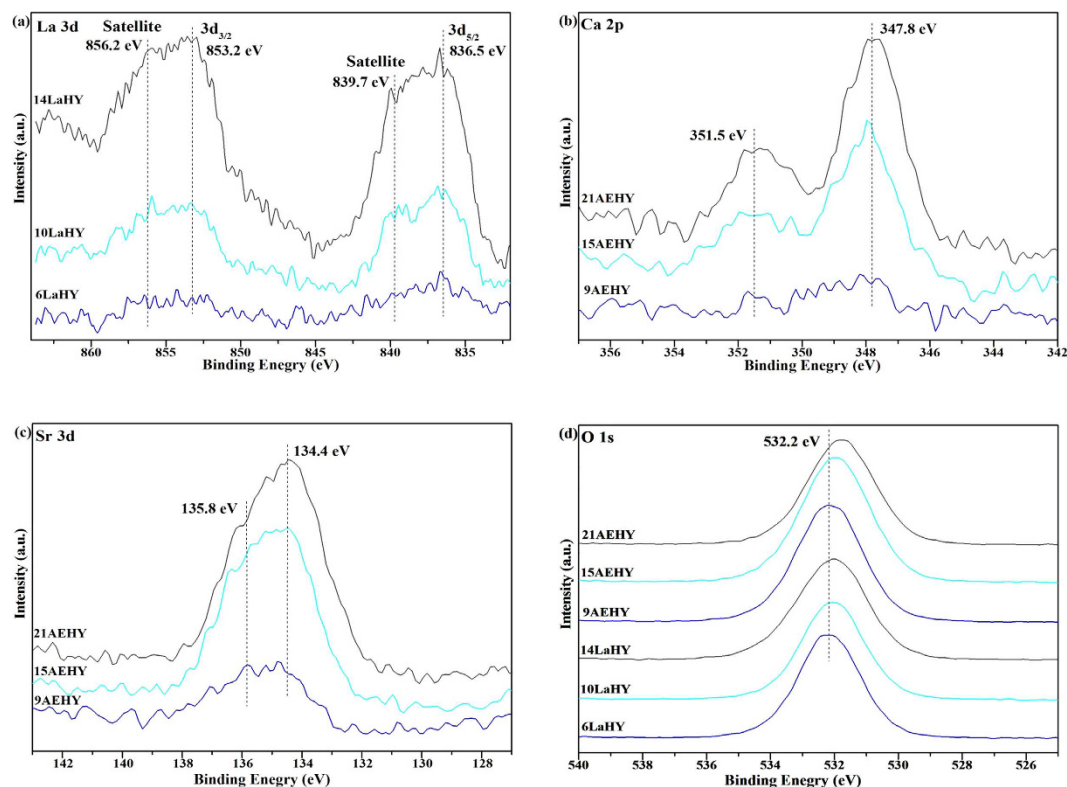 (a) La 3d
Satellite
856.2 eV
3d3/2
853.2 eV
Satellite
839.7 eV
3d5/2
836.5 eV
14LaHY
10LaHY
6LaHY
Intensity (a.u.)
860 855 850 845 840 835
Binding Enegry (eV)
(b) Ca 2p
347.8 eV
351.5 eV
21AEHY
15AEHY
9AEHY
Intensity (a.u.)
356 354 352 350 348 346 344 342
Binding Enegry (eV)
(c) Sr 3d
134.4 eV
135.8 eV
21AEHY
15AEHY
9AEHY
Intensity (a.u.)
142 140 138 136 134 132 130 128
Binding Enegry (eV)
(d) O 1s
532.2 eV
21AEHY
15AEHY
9AEHY
14LaHY
10LaHY
6LaHY
Intensity (a.u.)
540 538 536 534 532 530 528 526
Binding Enegry (eV)